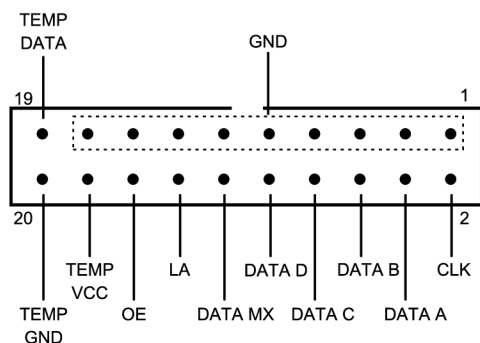 TEMP
DATA
GND
19
1
20
2
TEMP
VCC
LA
DATA D
DATA B
CLK
TEMP
GND
OE
DATA MX
DATA C
DATA A